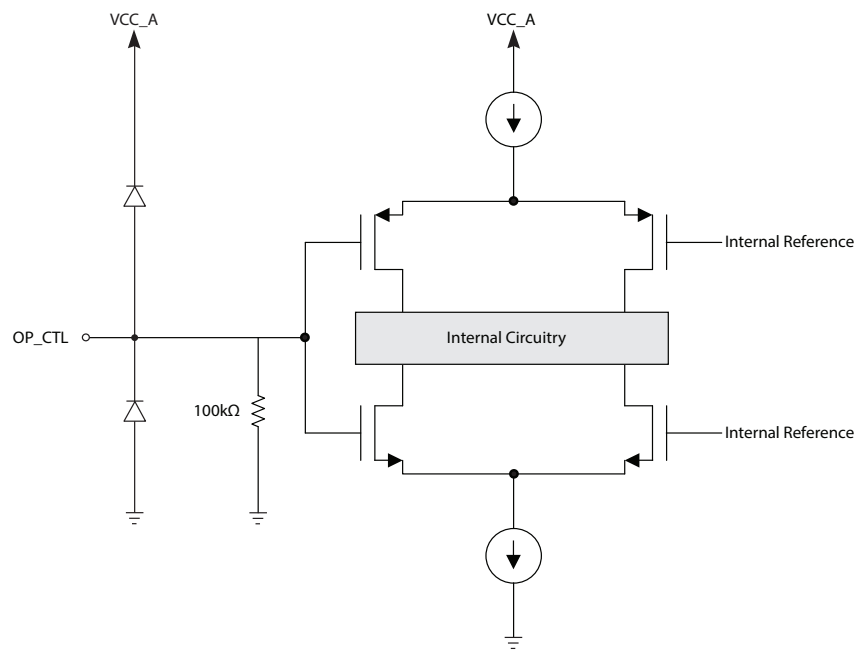 VCC_A
VCC_A
Internal Reference
OP_CTL
Internal Circuitry
100kΩ
Internal Reference